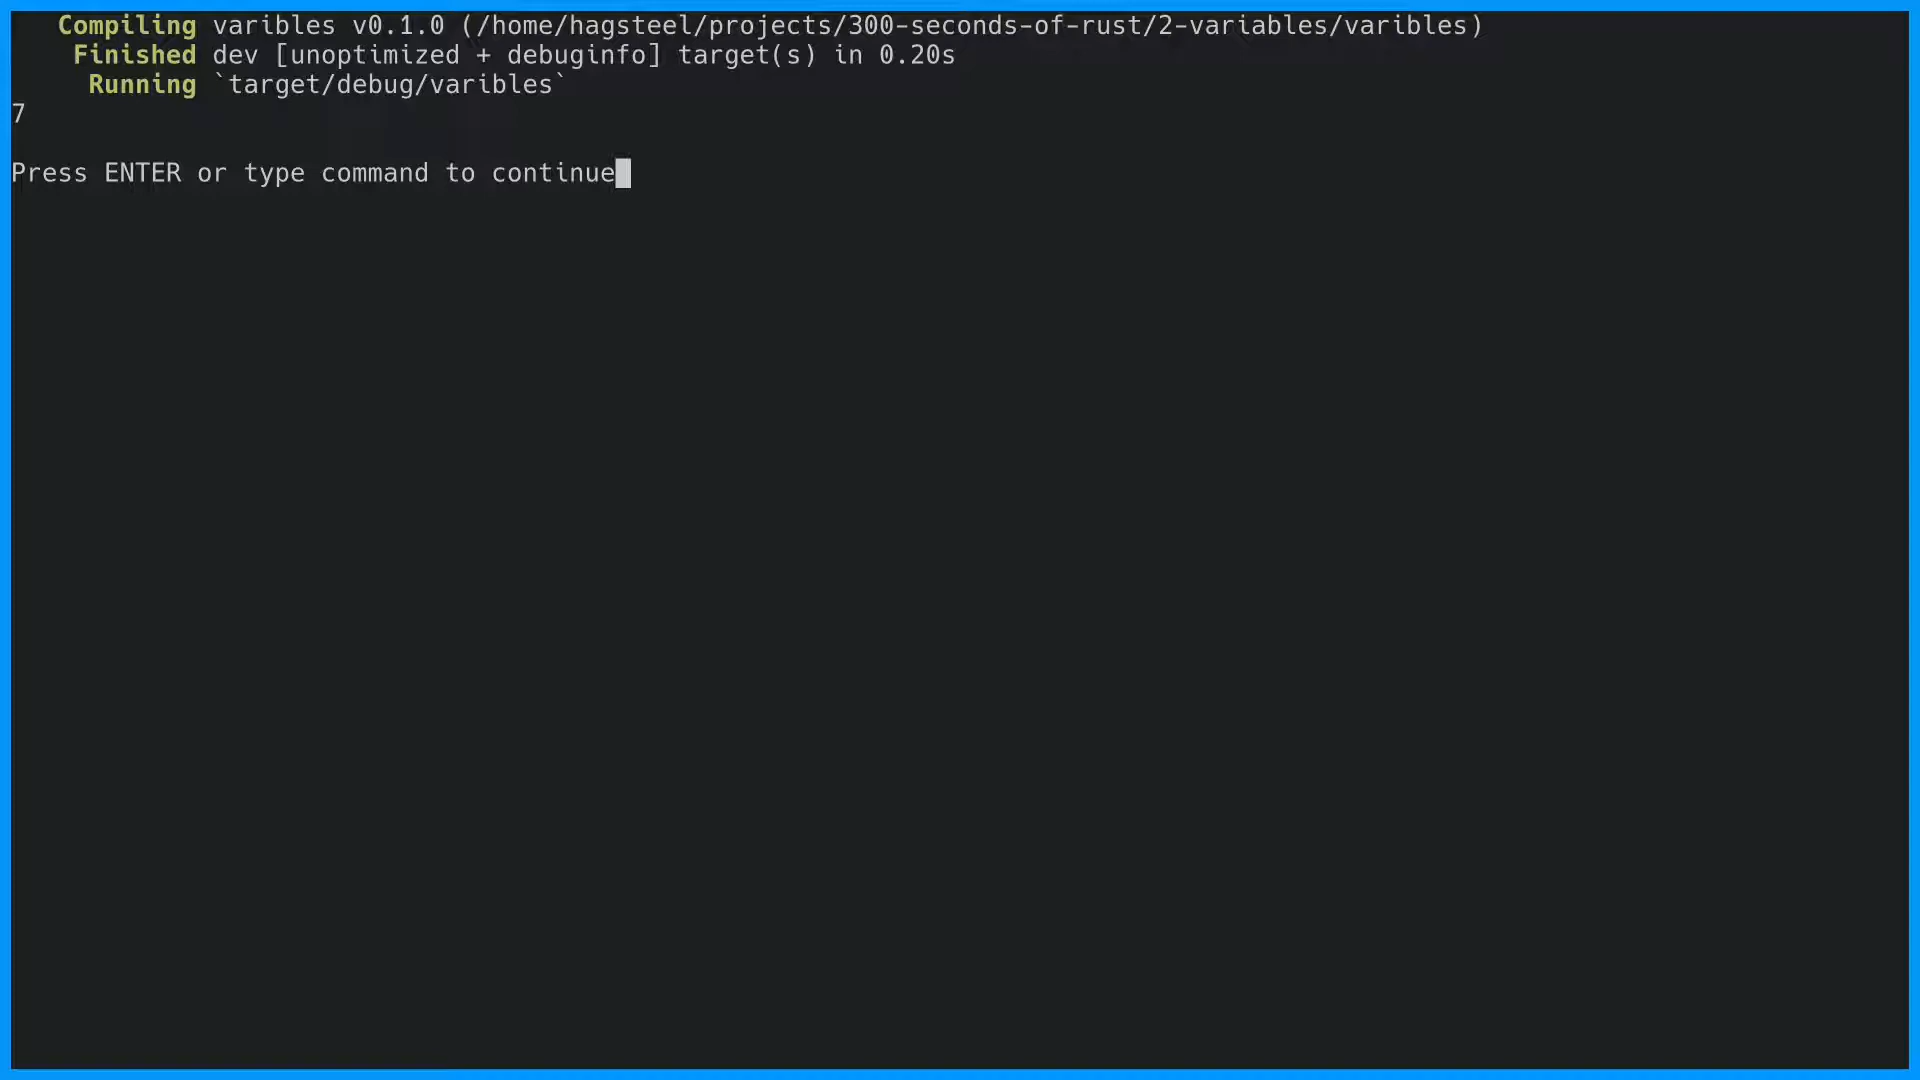 Compiling varibles v0.1.0 (/home/hagsteel/projects/300-seconds-of-rust/2-variables/varibles)
Finished dev [unoptimized + debuginfo] target(s) in 0.20s
Running `target/debug/varibles`
7
Press ENTER or type command to continue